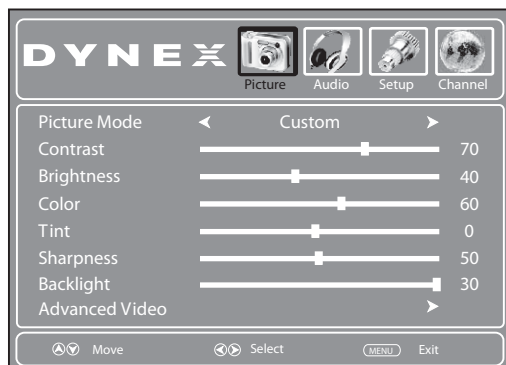 DYNEX
Picture Audio Setup Channel
Picture Mode Custom
Contrast 70
Brightness 40
Color 60
Tint 0
Sharpness 50
Backlight 30
Advanced Video
Move Select MENU Exit